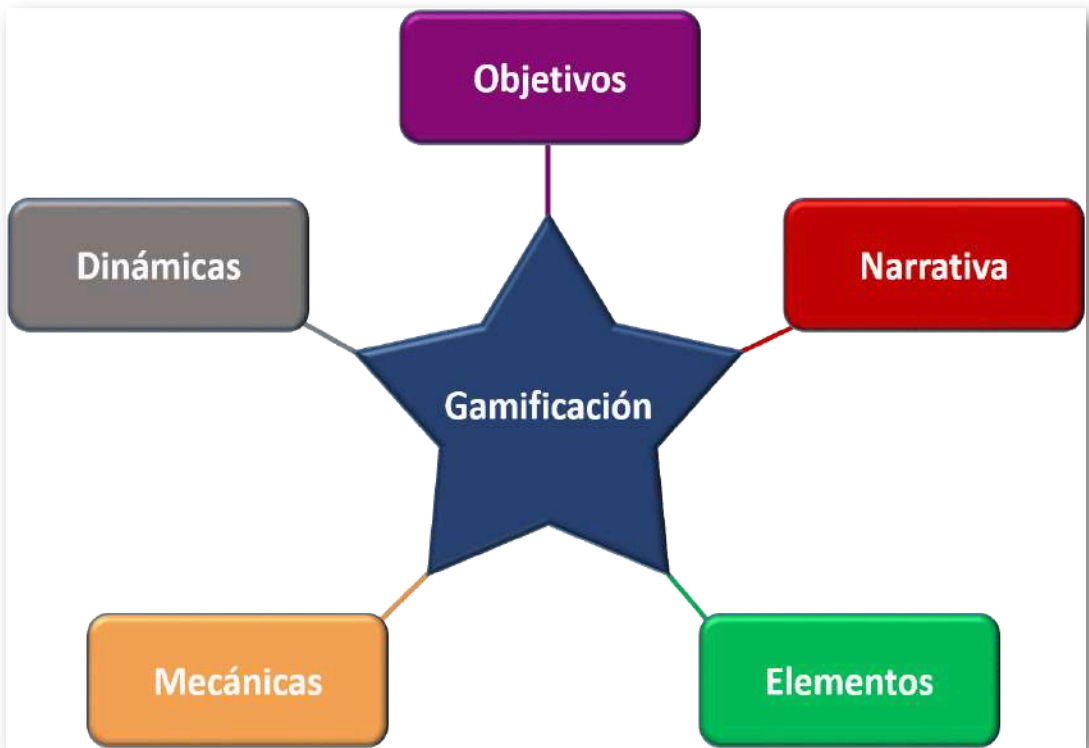 Objetivos
Dinámicas
Narrativa
Gamificación
Mecánicas
Elementos